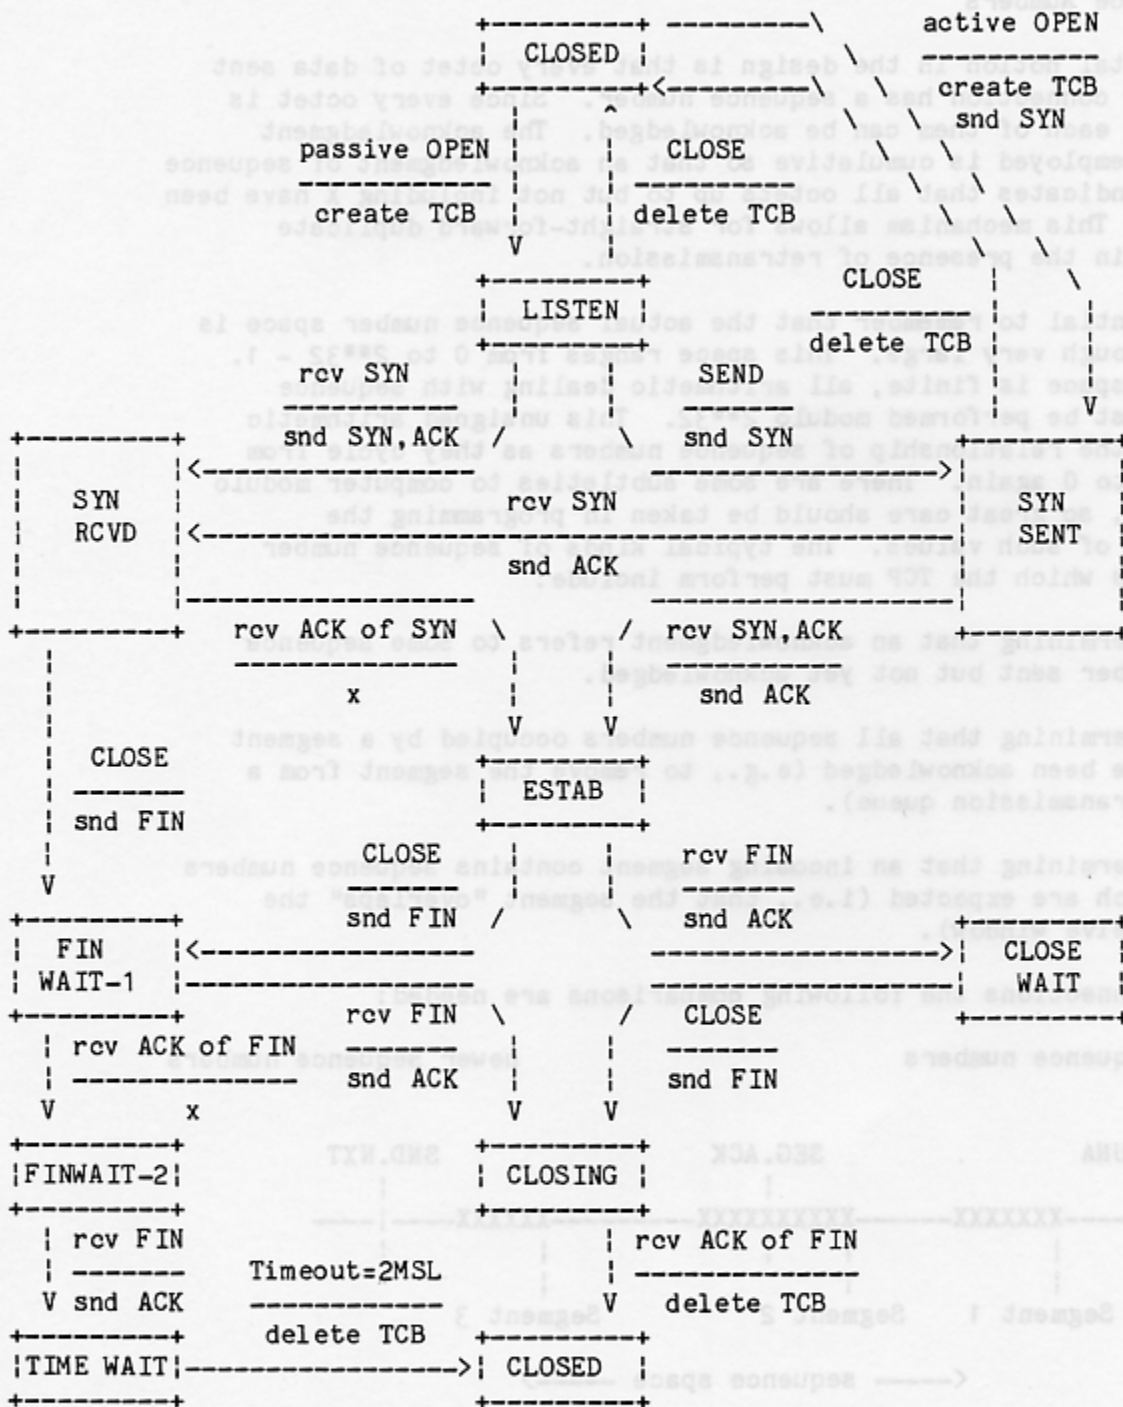 active OPEN
CLOSED
create TCB
snd SYN
passive OPEN CLOSE
create TCB delete TCB
V
CLOSE
LISTEN
delete TCB
rcv SYN SEND
V
snd SYN,ACK snd SYN
SYN rcv SYN SYN
RCVD SENT
snd ACK
rcv ACK of SYN rcv SYN,ACK
x snd ACK
V V
CLOSE
ESTAB
snd FIN
CLOSE rcv FIN
V
snd FIN snd ACK
FIN CLOSE
WAIT-1 WAIT
rcv FIN CLOSE
rcv ACK of FIN
snd ACK snd FIN
V x V V
FINWAIT-2 CLOSING
rcv FIN rcv ACK of FIN
Timeout=2MSL
V snd ACK V delete TCB
delete TCB
TIME WAIT CLOSED